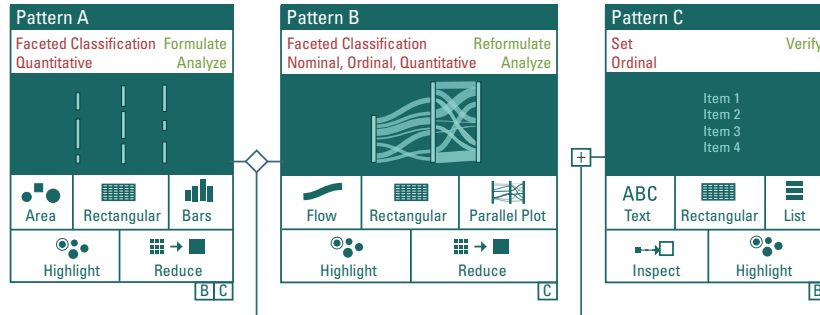 Pattern A
Faceted Classification Formulate
Quantitative Analyze
Area Rectangular Bars
Highlight Reduce
B C
Pattern B
Faceted Classification Reformulate
Nominal, Ordinal, Quantitative Analyze
Flow Rectangular Parallel Plot
Highlight Reduce
C
+
Pattern C
Set Verify
Ordinal
Item 1
Item 2
Item 3
Item 4
ABC
Text Rectangular List
Inspect Highlight
B